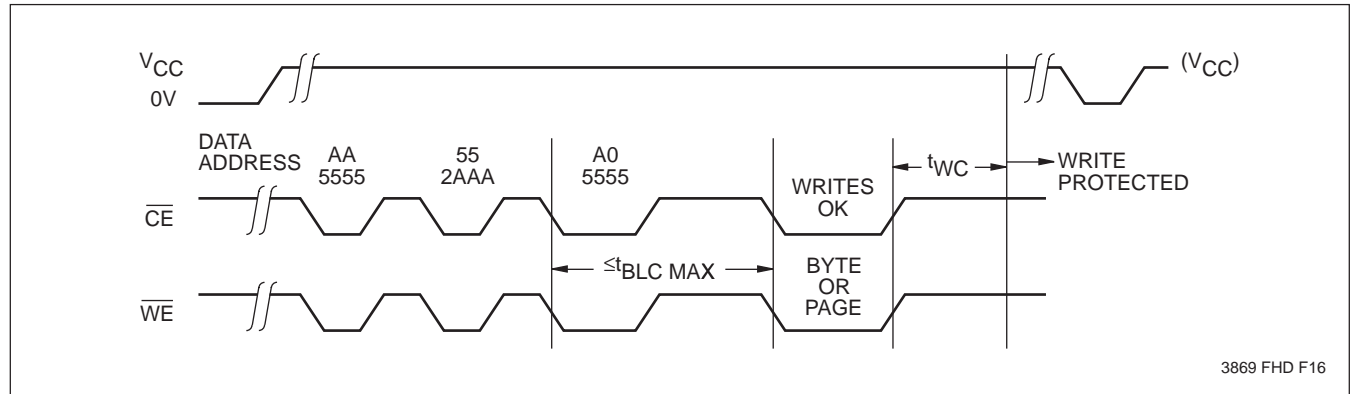 VCC
(VCC)
0V
DATA
ADDRESS
AA
5555
55
2AAA
A0
5555
WRITES
OK
tWC
WRITE
PROTECTED
CE
≤tBLC MAX
BYTE
OR
PAGE
WE
3869 FHD F16